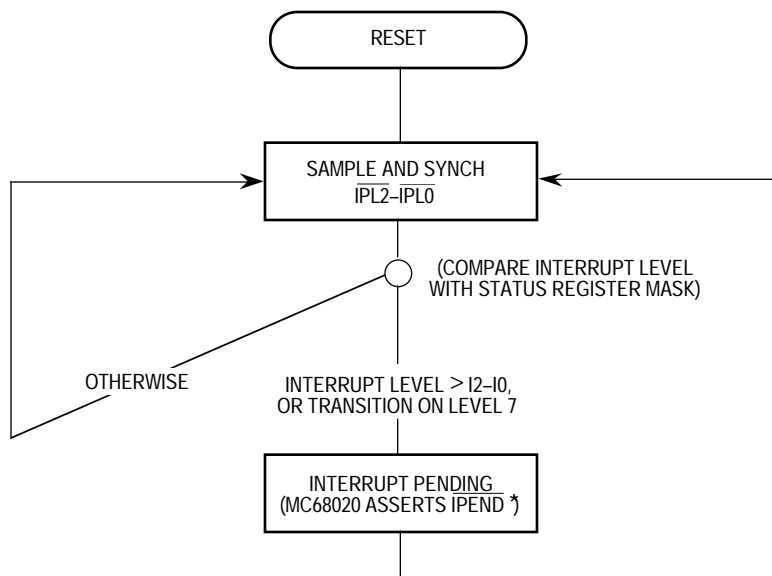 RESET
SAMPLE AND SYNCH
IPL2–IPL0
(COMPARE INTERRUPT LEVEL
WITH STATUS REGISTER MASK)
OTHERWISE
INTERRUPT LEVEL > I2–I0,
OR TRANSITION ON LEVEL 7
INTERRUPT PENDING
(MC68020 ASSERTS IPEND *)